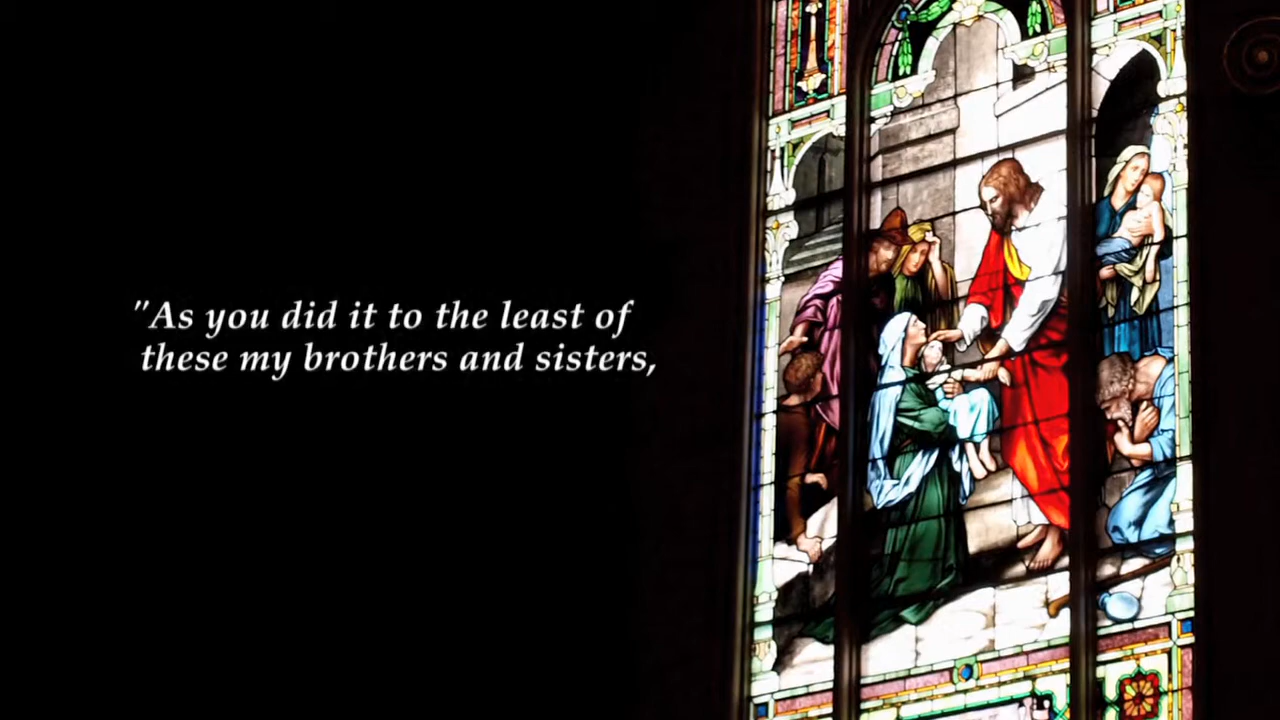 "As you did it to the least of
these my brothers and sisters,